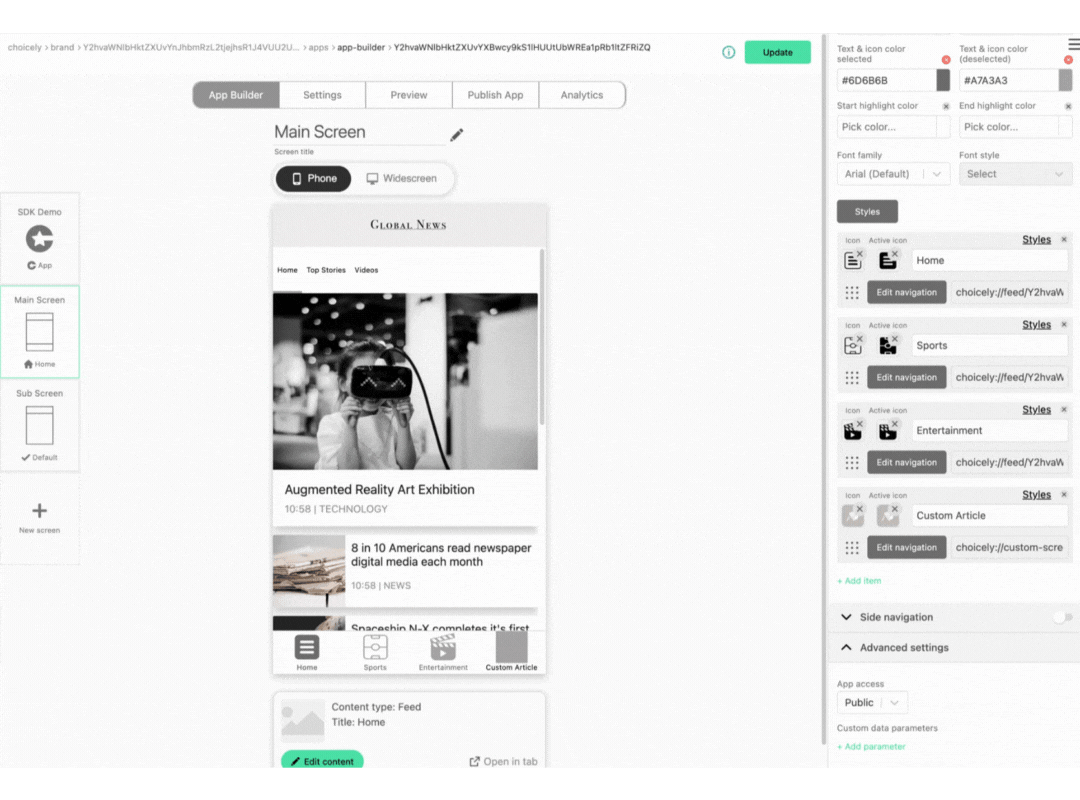 choicely > brand > Y2hvaWNlbHktZXUvYnJhbmRzL2tjejhsR1J4VUU2U... > apps > app-builder > Y2hvaWNlbHktZXUvYXBwcy9kS1lHUUtUbWREa1pRb1ltZFRiZQ
Update
App Builder Settings Preview Publish App Analytics
Main Screen
Screen title
Phone Widescreen
SDK Demo
App
Main Screen
Home
Sub Screen
Default
New screen
Global News
Home Top Stories Videos
Augmented Reality Art Exhibition
10:58 | TECHNOLOGY
8 in 10 Americans read newspaper
digital media each month
10:58 | NEWS
Spaceship N-X completes it's first
Home Sports Entertainment Custom Article
Content type: Feed
Title: Home
Edit content Open in tab
Text & icon color
selected
Text & icon color
(deselected)
#6D6B6B #A7A3A3
Start highlight color End highlight color
Pick color... Pick color...
Font family Font style
Arial (Default) Select
Styles
Icon Active icon Styles
Home
Edit navigation choicely://feed/Y2hvaW
Icon Active icon Styles
Sports
Edit navigation choicely://feed/Y2hvaW
Icon Active icon Styles
Entertainment
Edit navigation choicely://feed/Y2hvaW
Icon Active icon Styles
Custom Article
Edit navigation choicely://custom-scre
+ Add item
Side navigation
Advanced settings
App access
Public
Custom data parameters
+ Add parameter